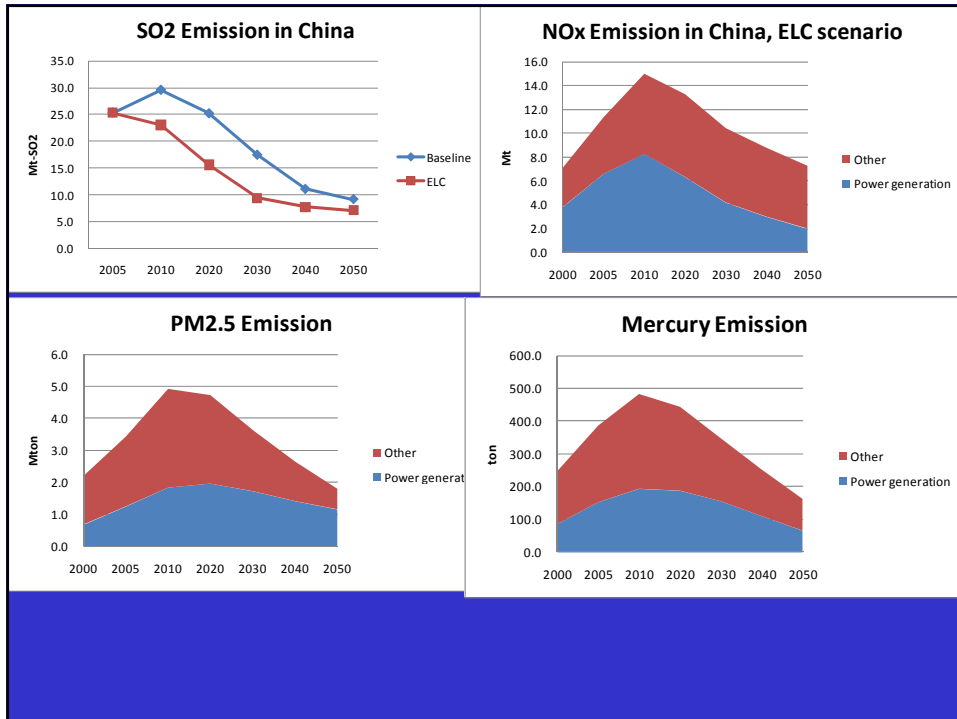 SO2 Emission in China
Mt-SO2
35.0
30.0
25.0
20.0
15.0
10.0
5.0
0.0
2005 2010 2020 2030 2040 2050
Baseline
ELC
NOx Emission in China, ELC scenario
Mt
16.0
14.0
12.0
10.0
8.0
6.0
4.0
2.0
0.0
2000 2005 2010 2020 2030 2040 2050
Other
Power generation
PM2.5 Emission
Mton
6.0
5.0
4.0
3.0
2.0
1.0
0.0
2000 2005 2010 2020 2030 2040 2050
Other
Power generati
Mercury Emission
ton
600.0
500.0
400.0
300.0
200.0
100.0
0.0
2000 2005 2010 2020 2030 2040 2050
Other
Power generation